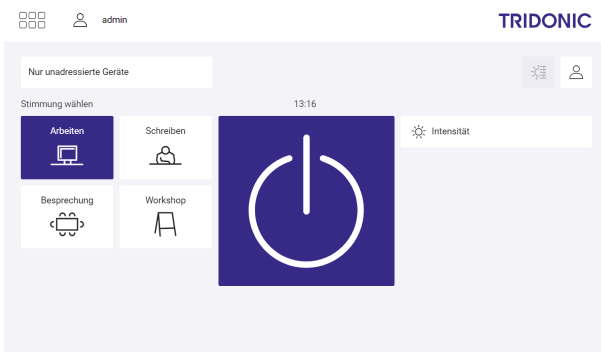 admin
TRIDONIC
Nur unadressierte Geräte
Stimmung wählen
13:16
Arbeiten
Schreiben
Intensität
Besprechung
Workshop